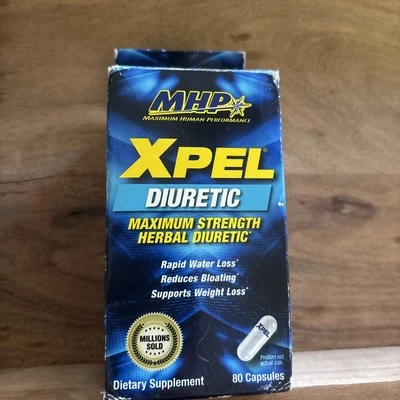 MHP
MAXIMUM HUMAN PERFORMANCE
XPEL®
DIURETIC
MAXIMUM STRENGTH
HERBAL DIURETIC*
Rapid Water Loss*
Reduces Bloating*
Supports Weight Loss*
MILLIONS
SOLD
XPEL
Product not
actual size.
Dietary Supplement
80 Capsules